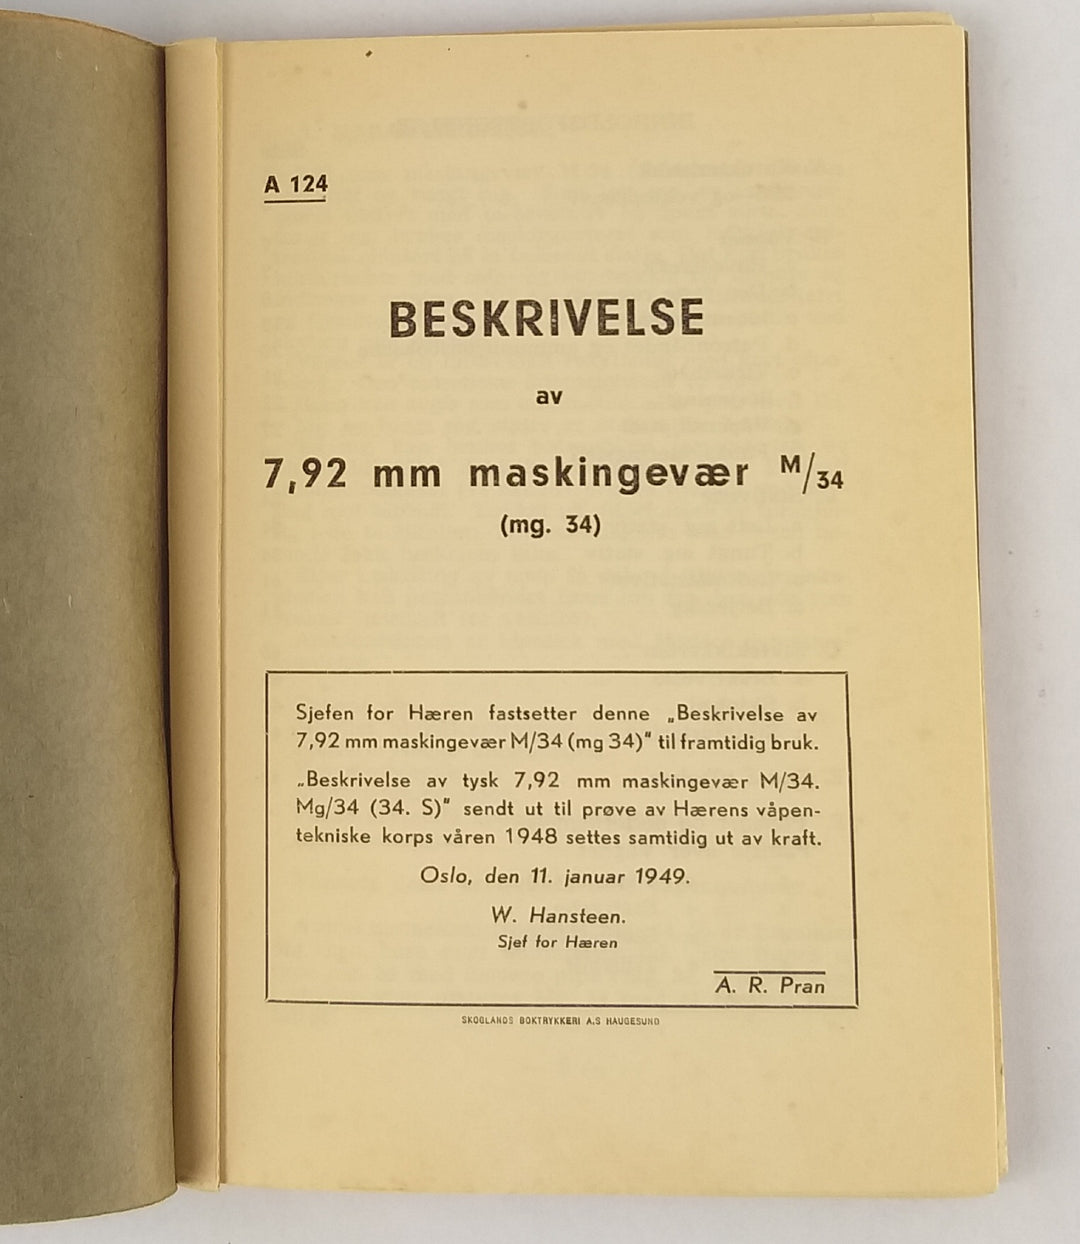 A 124
BESKRIVELSE
av
7,92 mm maskingevær M/34
(mg. 34)
Sjefen for Hæren fastsetter denne „Beskrivelse av
7,92 mm maskingevær M/34 (mg 34)" til framtidig bruk.
„Beskrivelse av tysk 7,92 mm maskingevær M/34.
Mg/34 (34. S)" sendt ut til prøve av Hærens våpen-
tekniske korps våren 1948 settes samtidig ut av kraft.
Oslo, den 11. januar 1949.
W. Hansteen.
Sjef for Hæren
A. R. Pran
SKOGLANDS BOKTRYKKERI A.S HAUGESUND